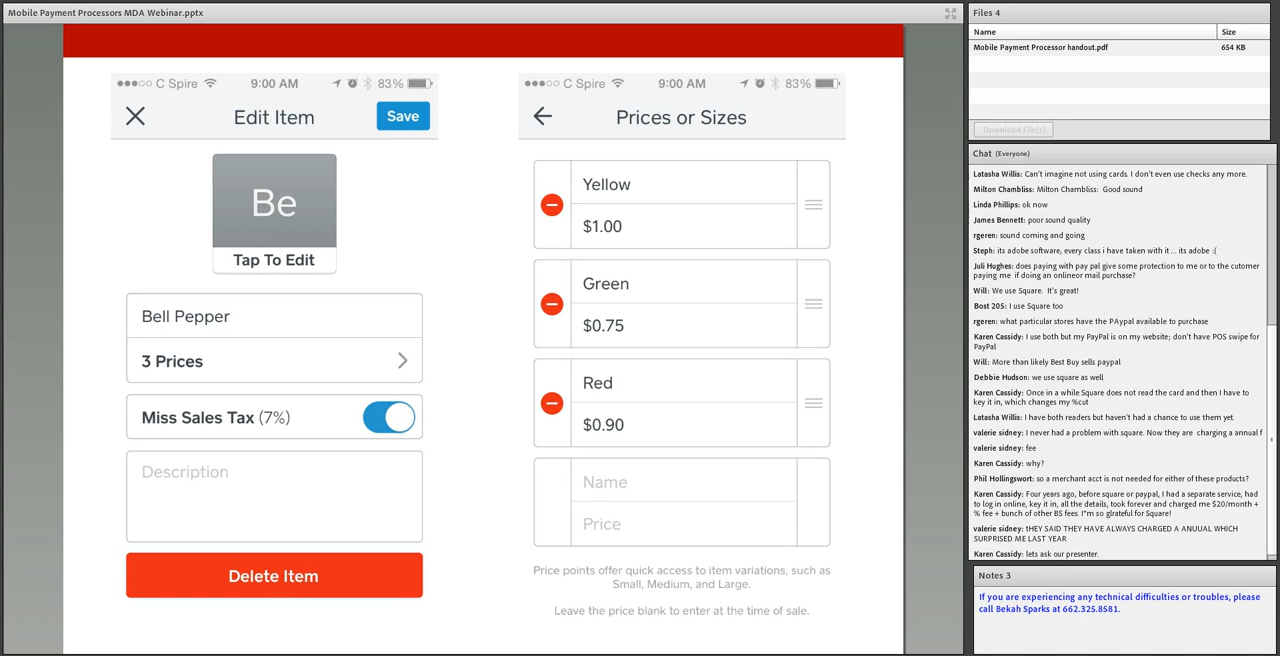 Mobile Payment Processors MDA Webinar.pptx
C Spire 9:00 AM 83%
Edit Item Save
Be
Tap To Edit
Bell Pepper
3 Prices
Miss Sales Tax (7%)
Description
Delete Item
C Spire 9:00 AM 83%
Prices or Sizes
Yellow
$1.00
Green
$0.75
Red
$0.90
Name
Price
Price points offer quick access to item variations, such as
Small, Medium, and Large.
Leave the price blank to enter at the time of sale.
Files 4
Name Size
Mobile Payment Processor handout.pdf 654 KB
Download File(s)
Chat (Everyone)
Latasha Willis: Can't imagine not using cards. I don't even use checks any more.
Milton Chambliss: Milton Chambliss: Good sound
Linda Phillips: ok now
James Bennett: poor sound quality
rgeren: sound coming and going
Steph: its adobe software, every class i have taken with it ... its adobe :(
Juli Hughes: does paying with pay pal give some protection to me or to the cutomer
paying me if doing an onlineor mail purchase?
Will: We use Square. It's great!
Bost 205: I use Square too
rgeren: what particular stores have the PAypal available to purchase
Karen Cassidy: I use both but my PayPal is on my website; don't have POS swipe for
PayPal
Will: More than likely Best Buy sells paypal
Debbie Hudson: we use square as well
Karen Cassidy: Once in a while Square does not read the card and then I have to
key it in, which changes my %cut
Latasha Willis: I have both readers but haven't had a chance to use them yet.
valerie sidney: I never had a problem with square. Now they are charging a annual f
valerie sidney: fee
Karen Cassidy: why?
Phil Hollingswort: so a merchant acct is not needed for either of these products?
Karen Cassidy: Four years ago, before square or paypal, I had a separate service, had
to log in online, key it in, all the details, took forever and charged me $20/month +
% fee + bunch of other BS fees. I"m so glrateful for Square!
valerie sidney: tHEY SAID THEY HAVE ALWAYS CHARGED A ANUUAL WHICH
SURPRISED ME LAST YEAR
Karen Cassidy: lets ask our presenter.
Notes 3
If you are experiencing any technical difficulties or troubles, please
call Bekah Sparks at 662.325.8581.